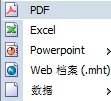 PDF
Excel
Powerpoint
Web 档案 (.mht)
数据